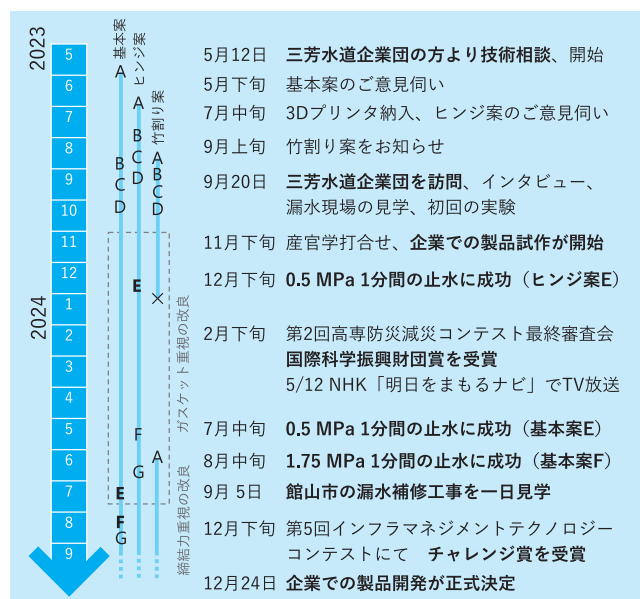 2023
2024
5
6
7
8
9
10
11
12
1
2
3
4
5
6
7
8
9
基本案
ヒンジ案
竹割り案
A
B
C
D
E
F
G
A
B
C
D
E
F
G
A
B
C
D
×
A
ガスケット重視の改良
締結力重視の改良
5月12日 三芳水道企業団の方より技術相談、開始
5月下旬 基本案のご意見伺い
7月中旬 3Dプリンタ納入、ヒンジ案のご意見伺い
9月上旬 竹割り案をお知らせ
9月20日 三芳水道企業団を訪問、インタビュー、
漏水現場の見学、初回の実験
11月下旬 産官学打合せ、企業での製品試作が開始
12月下旬 0.5 MPa 1分間の止水に成功（ヒンジ案E）
2月下旬 第2回高専防災減災コンテスト最終審査会
国際科学振興財団賞を受賞
5/12 NHK「明日をまもるナビ」でTV放送
7月中旬 0.5 MPa 1分間の止水に成功（基本案E）
8月中旬 1.75 MPa 1分間の止水に成功（基本案F）
9月 5日 館山市の漏水補修工事を一日見学
12月下旬 第5回インフラマネジメントテクノロジー
コンテストにて チャレンジ賞を受賞
12月24日 企業での製品開発が正式決定